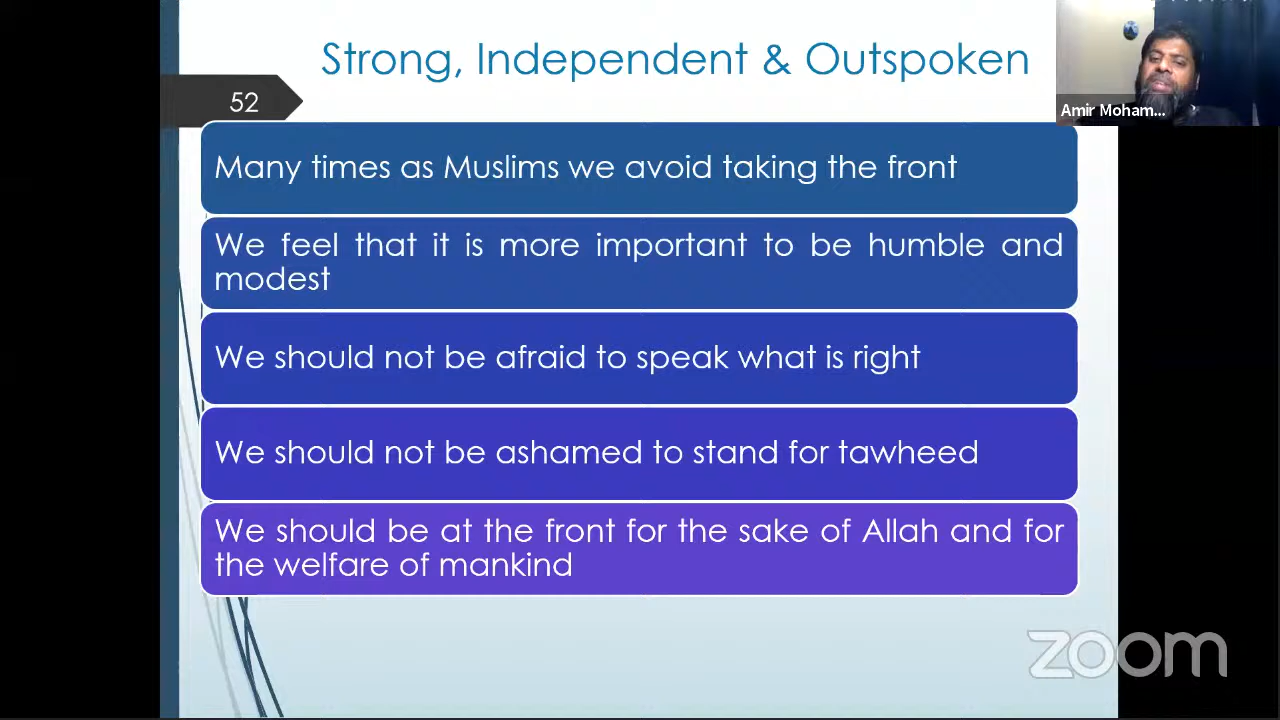 Strong, Independent & Outspoken
52
Amir Moham...
Many times as Muslims we avoid taking the front
We feel that it is more important to be humble and
modest
We should not be afraid to speak what is right
We should not be ashamed to stand for tawheed
We should be at the front for the sake of Allah and for
the welfare of mankind
zoom